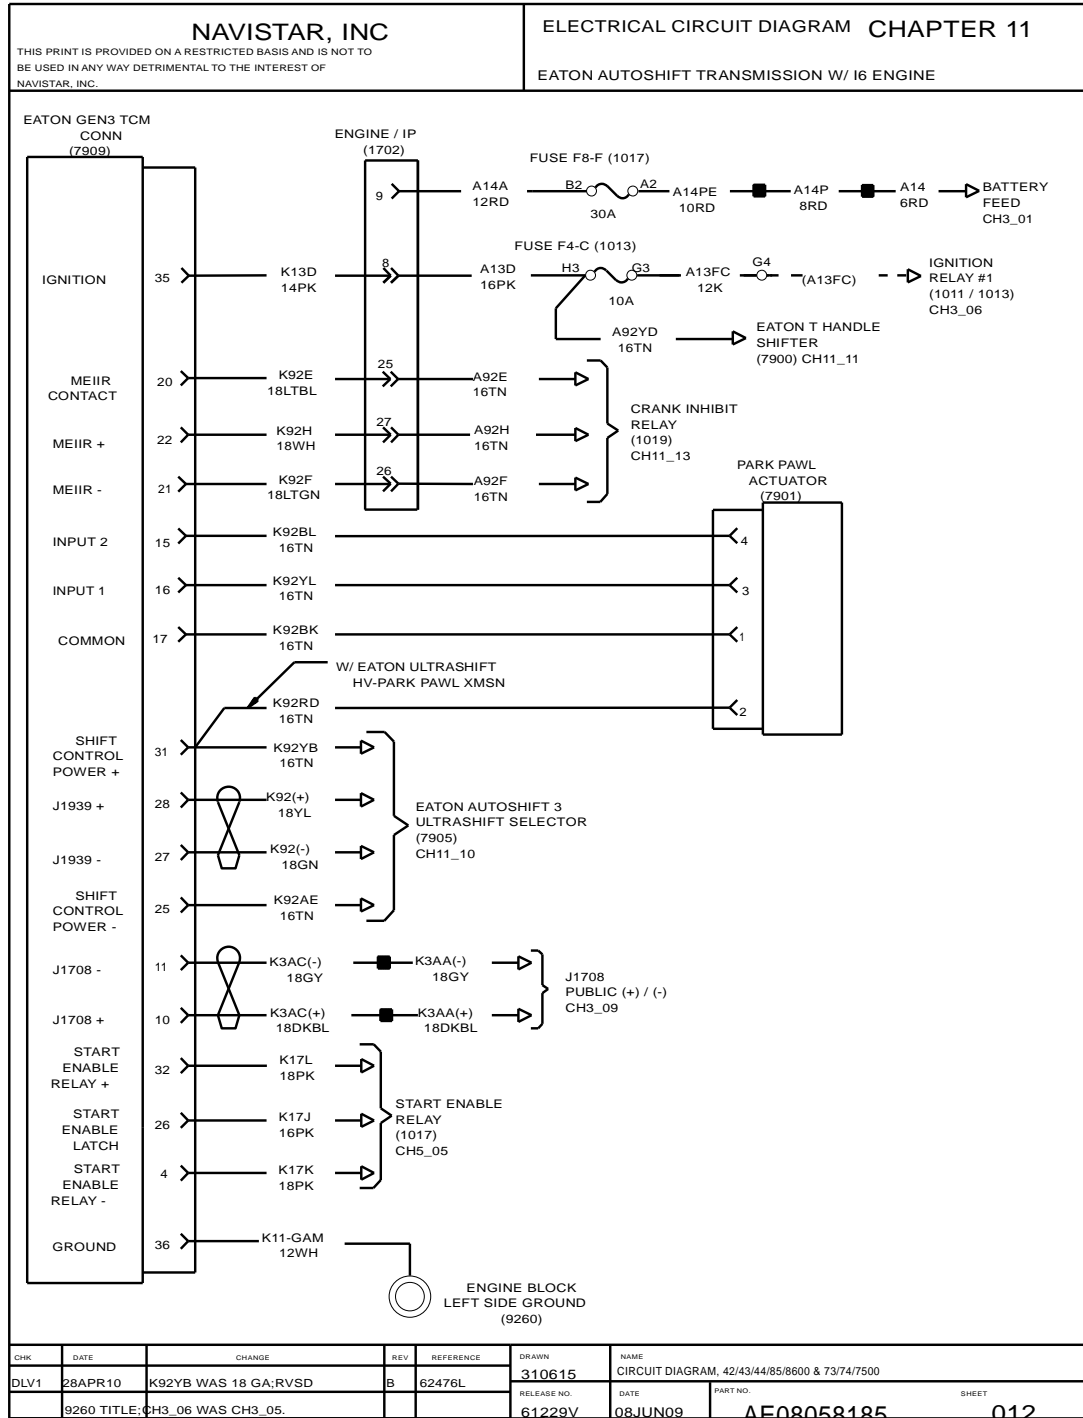 NAVISTAR, INC
THIS PRINT IS PROVIDED ON A RESTRICTED BASIS AND IS NOT TO
BE USED IN ANY WAY DETRIMENTAL TO THE INTEREST OF
NAVISTAR, INC.
ELECTRICAL CIRCUIT DIAGRAM CHAPTER 11
EATON AUTOSHIFT TRANSMISSION W/ I6 ENGINE
EATON GEN3 TCM
CONN
(7909)
ENGINE / IP
(1702)
FUSE F8-F (1017)
9
A14A
12RD
B2
A2
30A
A14PE
10RD
A14P
8RD
A14
6RD
BATTERY
FEED
CH3_01
FUSE F4-C (1013)
IGNITION
35
K13D
14PK
8
A13D
16PK
H3
G3
10A
A13FC
12K
G4
(A13FC)
IGNITION
RELAY #1
(1011 / 1013)
CH3_06
A92YD
16TN
EATON T HANDLE
SHIFTER
(7900) CH11_11
MEIIR
CONTACT
20
K92E
18LTBL
25
A92E
16TN
MEIIR +
22
K92H
18WH
27
A92H
16TN
MEIIR -
21
K92F
18LTGN
26
A92F
16TN
CRANK INHIBIT
RELAY
(1019)
CH11_13
PARK PAWL
ACTUATOR
(7901)
INPUT 2
15
K92BL
16TN
4
INPUT 1
16
K92YL
16TN
3
COMMON
17
K92BK
16TN
1
W/ EATON ULTRASHIFT
HV-PARK PAWL XMSN
K92RD
16TN
2
SHIFT
CONTROL
POWER +
31
K92YB
16TN
J1939 +
28
K92(+)
18YL
J1939 -
27
K92(-)
18GN
SHIFT
CONTROL
POWER -
25
K92AE
16TN
EATON AUTOSHIFT 3
ULTRASHIFT SELECTOR
(7905)
CH11_10
J1708 -
11
K3AC(-)
18GY
K3AA(-)
18GY
J1708 +
10
K3AC(+)
18DKBL
K3AA(+)
18DKBL
J1708
PUBLIC (+) / (-)
CH3_09
START
ENABLE
RELAY +
32
K17L
18PK
START
ENABLE
LATCH
26
K17J
16PK
START
ENABLE
RELAY -
4
K17K
18PK
START ENABLE
RELAY
(1017)
CH5_05
GROUND
36
K11-GAM
12WH
ENGINE BLOCK
LEFT SIDE GROUND
(9260)
CHK DATE CHANGE REV REFERENCE
DLV1 28APR10 K92YB WAS 18 GA;RVSD B 62476L
9260 TITLE;CH3_06 WAS CH3_05.
DRAWN
310615
NAME
CIRCUIT DIAGRAM, 42/43/44/85/8600 & 73/74/7500
RELEASE NO.
61229V
DATE
08JUN09
PART NO.
AE08058185
SHEET
012